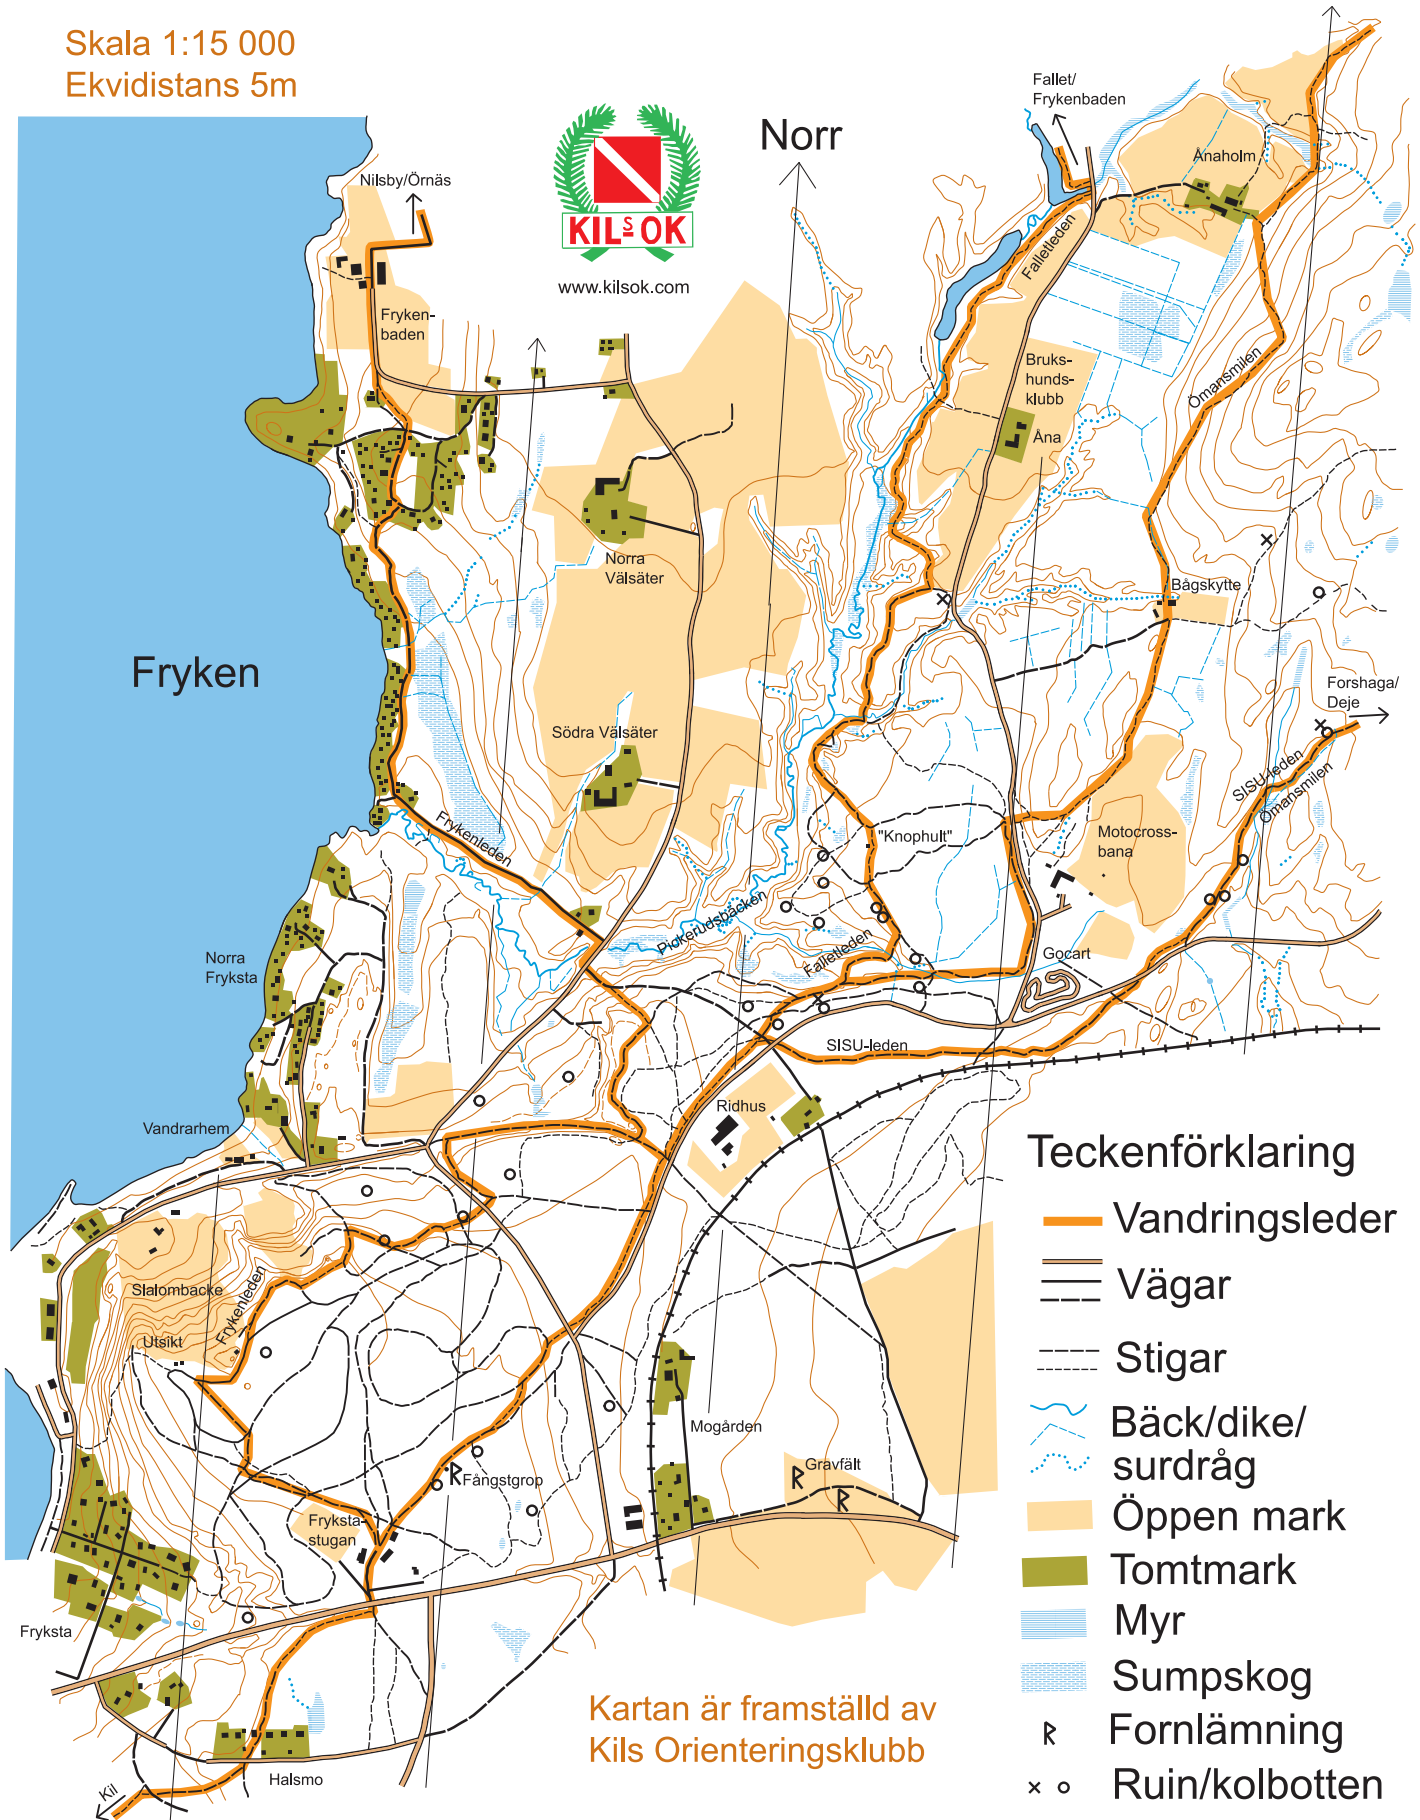 Skala 1:15 000
Ekvidistans 5m
Norr
Fallet/
Frykenbaden
Ånaholm
Nilsby/Örnäs
KILS OK
www.kilsok.com
Falletleden
Fryken-
baden
Bruks-
hunds-
klubb
Åna
Ömansmilen
Norra
Välsäter
Bågskytte
Fryken
Forshaga/
Deje
Södra Välsäter
SISU-leden
Ömansmilen
Frykenleden
"Knophult"
Motocross-
bana
Pickerudsbäcken
Falletleden
Gocart
Norra
Fryksta
SISU-leden
Ridhus
Vandrarhem
Slalombacke
Frykenleden
Utsikt
Mogården
Gravfält
Fångstgrop
Fryksta-
stugan
Fryksta
Halsmo
Kil
Teckenförklaring
Vandringsleder
Vägar
Stigar
Bäck/dike/
surdråg
Öppen mark
Tomtmark
Myr
Sumpskog
Fornlämning
Ruin/kolbotten
Kartan är framställd av
Kils Orienteringsklubb